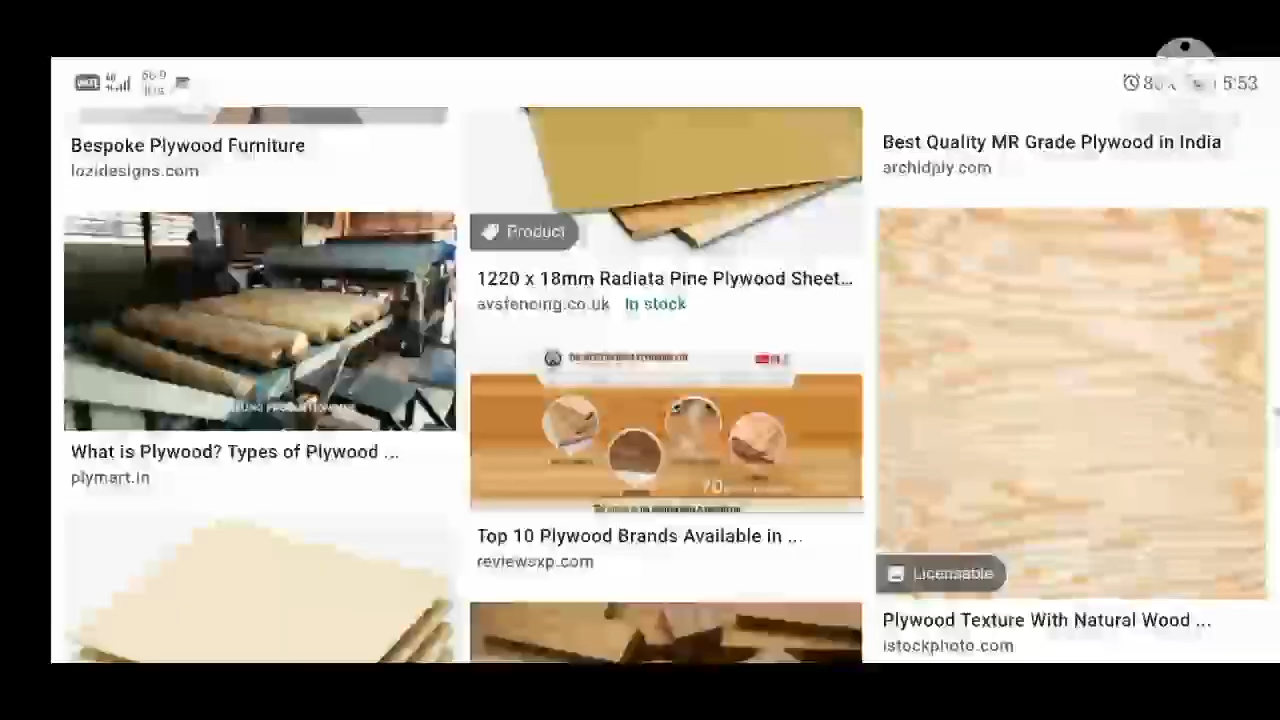 5:53
Bespoke Plywood Furniture
lozidesigns.com
What is Plywood? Types of Plywood ...
plymart.in
Product
1220 x 18mm Radiata Pine Plywood Sheet...
avsfencing.co.uk In stock
70
Top 10 Plywood Brands Available in ...
reviewsxp.com
Best Quality MR Grade Plywood in India
archidply.com
Licensable
Plywood Texture With Natural Wood ...
istockphoto.com